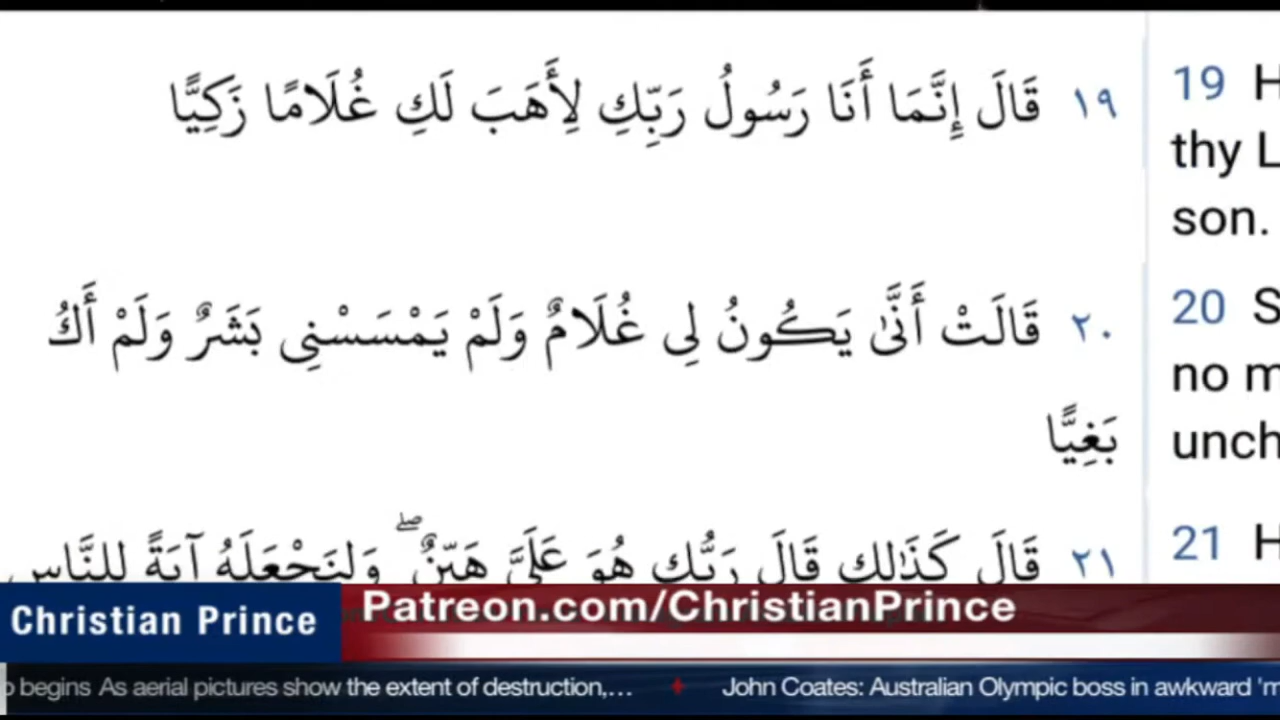 ١٩ قَالَ إِنَّمَا أَنَا رَسُولُ رَبِّكِ لِأَهَبَ لَكِ غُلَامًا زَكِيًّا
19 H
thy L
son.
٢٠ قَالَتْ أَنَّىٰ يَكُونُ لِي غُلَامٌ وَلَمْ يَمْسَسْنِي بَشَرٌ وَلَمْ أَكُ
بَغِيًّا
20 S
no m
unch
٢١ قَالَ كَذَٰلِكِ قَالَ رَبُّكِ هُوَ عَلَيَّ هَيِّنٌ ۖ وَلِنَجْعَلَهُ آيَةً لِلنَّاسِ
21 H
Christian Prince
Patreon.com/ChristianPrince
o begins As aerial pictures show the extent of destruction,... John Coates: Australian Olympic boss in awkward 'm